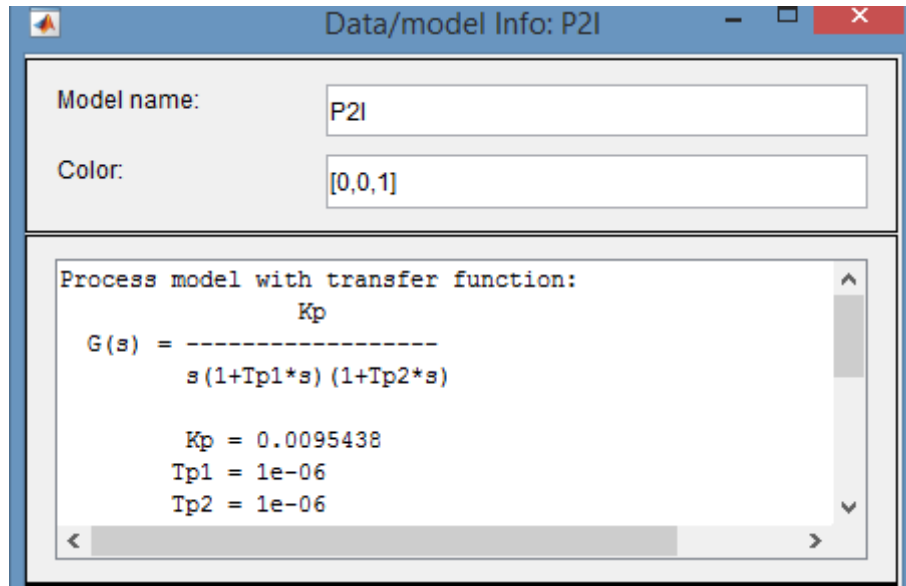 Data/model Info: P2I
Model name:
P2I
Color:
[0,0,1]
Process model with transfer function:
Kp
G(s) = ------------------
s(1+Tp1*s)(1+Tp2*s)
Kp = 0.0095438
Tp1 = 1e-06
Tp2 = 1e-06